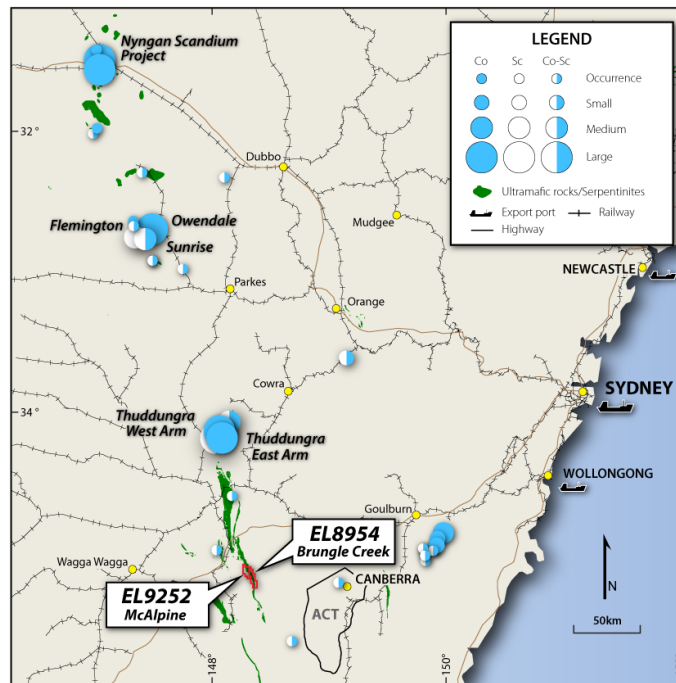 Nyngan Scandium
Project
32°
Dubbo
Mudgee
Flemington
Owendale
Sunrise
Parkes
Orange
NEWCASTLE
Cowra
SYDNEY
34°
Thuddungra
West Arm
Thuddungra
East Arm
WOLLONGONG
Goulburn
EL8954
Brungle Creek
Wagga Wagga
EL9252
McAlpine
CANBERRA
ACT
N
50km
148°
150°
LEGEND
Co Sc Co-Sc
Occurrence
Small
Medium
Large
Ultramafic rocks/Serpentinites
Export port Railway
Highway